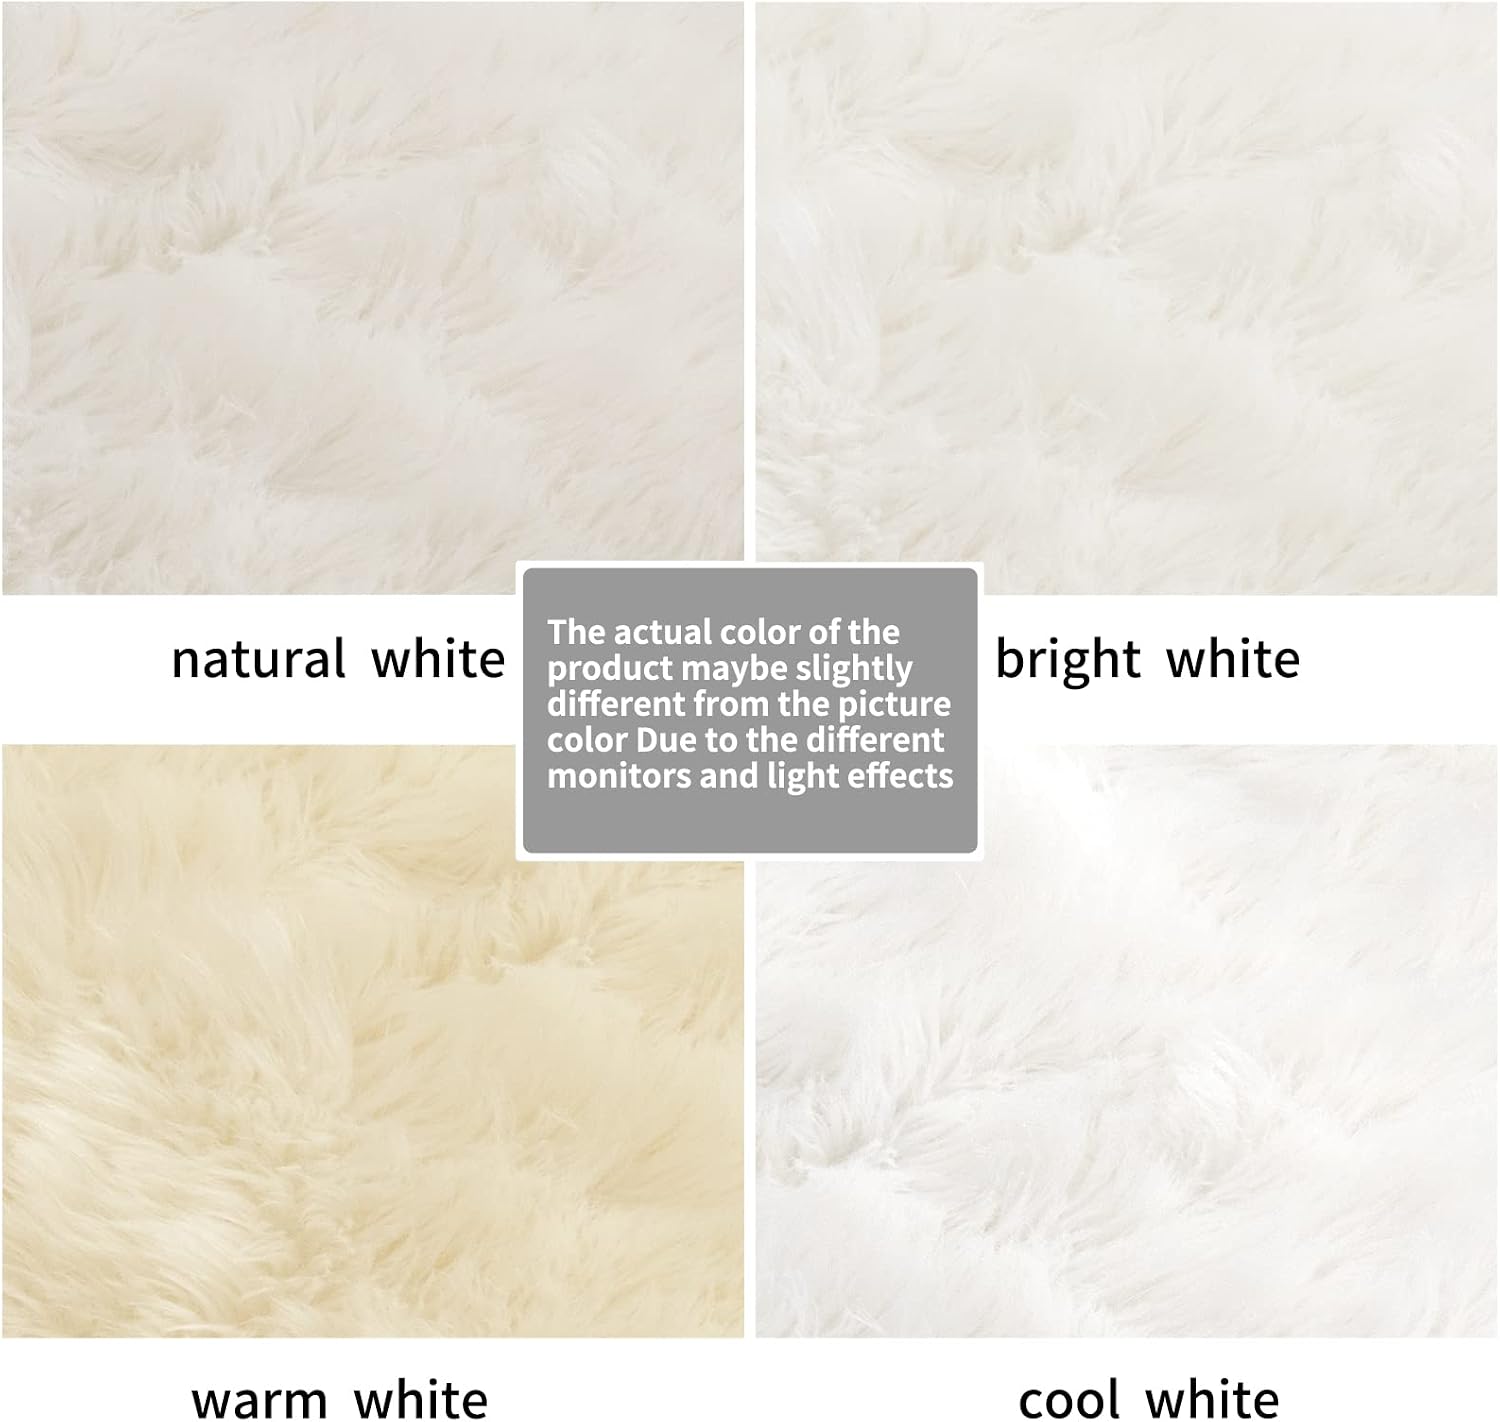 natural white
The actual color of the
product maybe slightly
different from the picture
color Due to the different
monitors and light effects
bright white
warm white
cool white